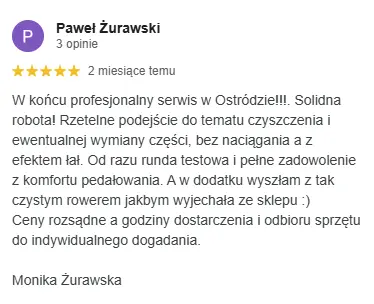 P
Paweł Żurawski
3 opinie
2 miesiące temu
W końcu profesjonalny serwis w Ostródzie!!!. Solidna
robota! Rzetelne podejście do tematu czyszczenia i
ewentualnej wymiany części, bez naciągania a z
efektem łał. Od razu runda testowa i pełne zadowolenie
z komfortu pedałowania. A w dodatku wyszłam z tak
czystym rowerem jakbym wyjechała ze sklepu :)
Ceny rozsądne a godziny dostarczenia i odbioru sprzętu
do indywidualnego dogadania.
Monika Żurawska